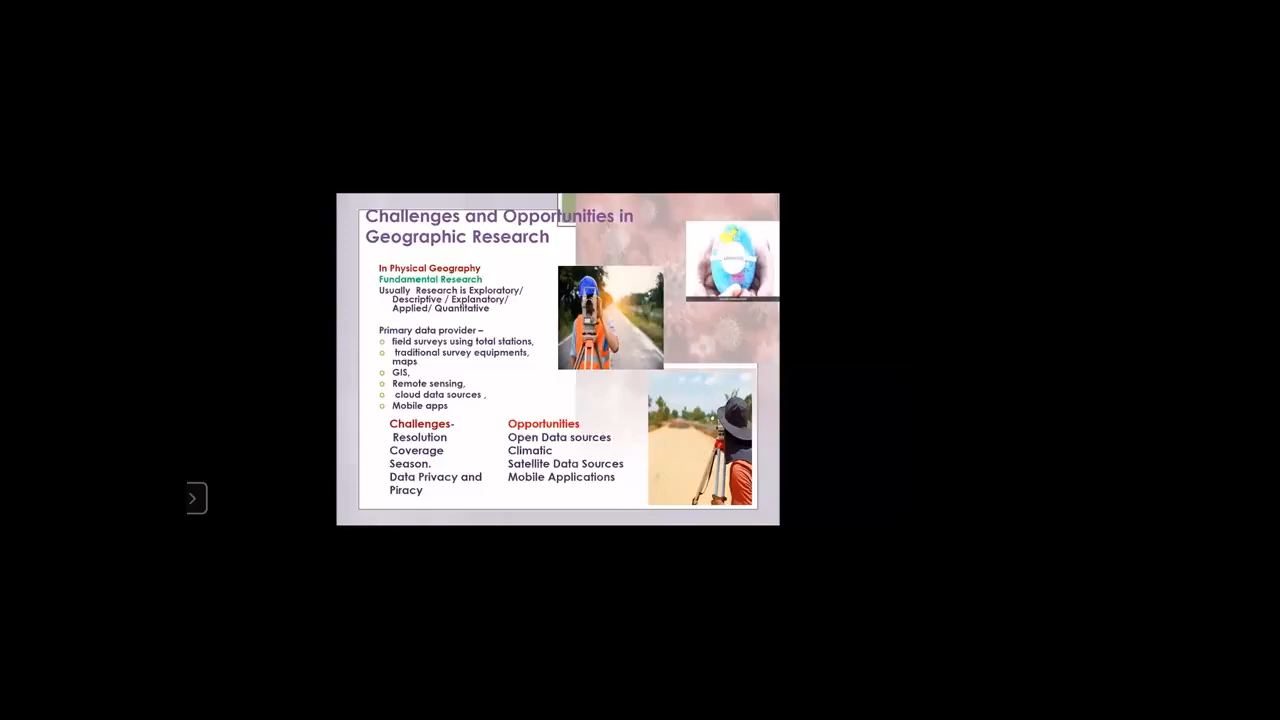 Challenges and Opportunities in
Geographic Research
In Physical Geography
Fundamental Research
Usually Research is Exploratory/
Descriptive / Explanatory/
Applied/ Quantitative
Primary data provider –
field surveys using total stations,
traditional survey equipments,
maps
GIS,
Remote sensing,
cloud data sources ,
Mobile apps
Challenges-
Resolution
Coverage
Season.
Data Privacy and
Piracy
Opportunities
Open Data sources
Climatic
Satellite Data Sources
Mobile Applications